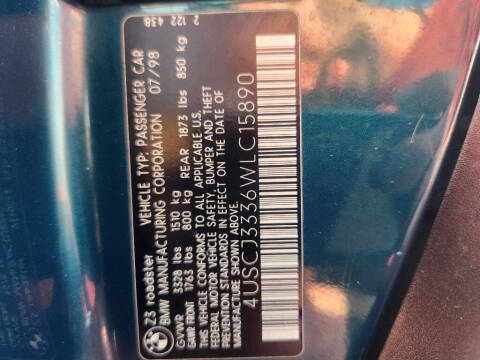 Z3 roadster VEHICLE TYP: PASSENGER CAR
BMW MANUFACTURING CORPORATION 07/98
GVWR 3328 lbs 1510 kg
GAWR FRONT 1763 lbs 800 kg REAR 1873 lbs 850 kg
THIS VEHICLE CONFORMS TO ALL APPLICABLE U.S.
FEDERAL MOTOR VEHICLE SAFETY, BUMPER AND THEFT
PREVENTION STANDARDS IN EFFECT ON THE DATE OF
MANUFACTURE SHOWN ABOVE.
4USCJ3336WLC15890
2 122 438